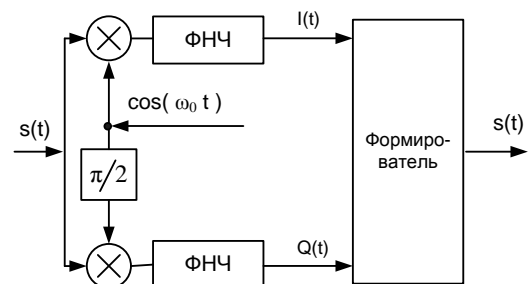 ФНЧ
I(t)
cos( ω₀ t )
s(t)
π/2
Формиро-
ватель
s(t)
ФНЧ
Q(t)